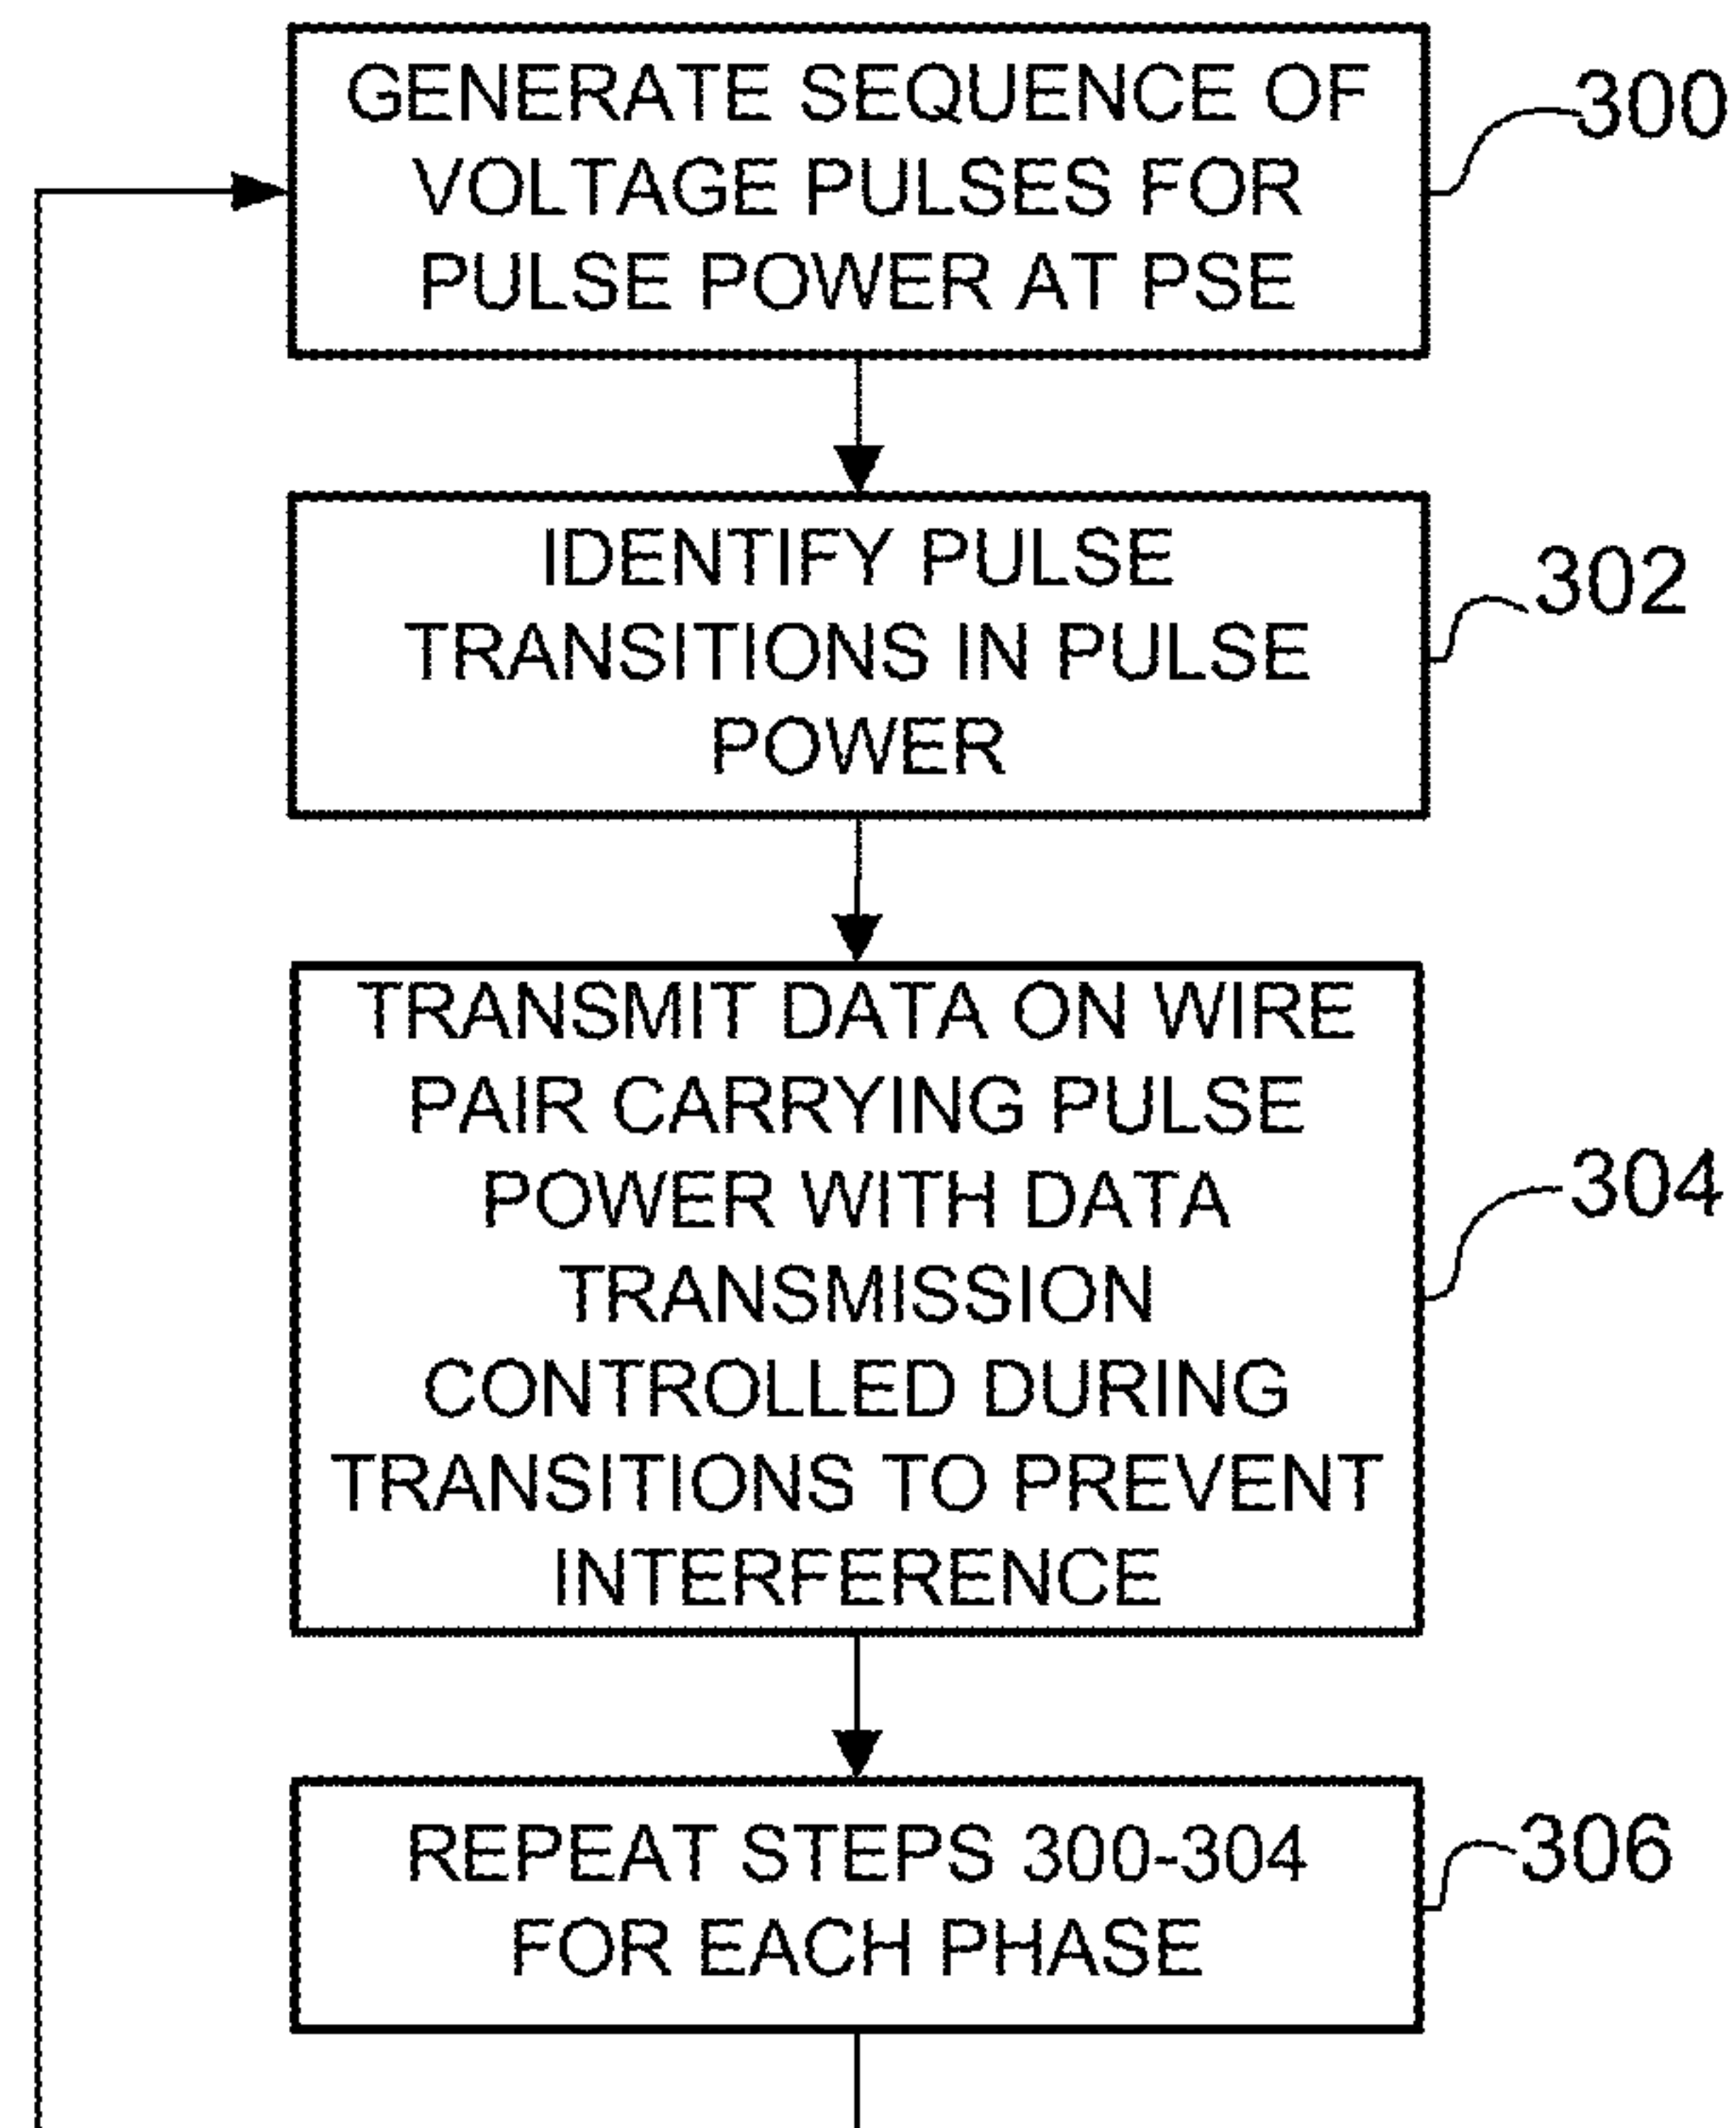 GENERATE SEQUENCE OF
VOLTAGE PULSES FOR
PULSE POWER AT PSE
300
IDENTIFY PULSE
TRANSITIONS IN PULSE
POWER
302
TRANSMIT DATA ON WIRE
PAIR CARRYING PULSE
POWER WITH DATA
TRANSMISSION
CONTROLLED DURING
TRANSITIONS TO PREVENT
INTERFERENCE
304
REPEAT STEPS 300-304
FOR EACH PHASE
306